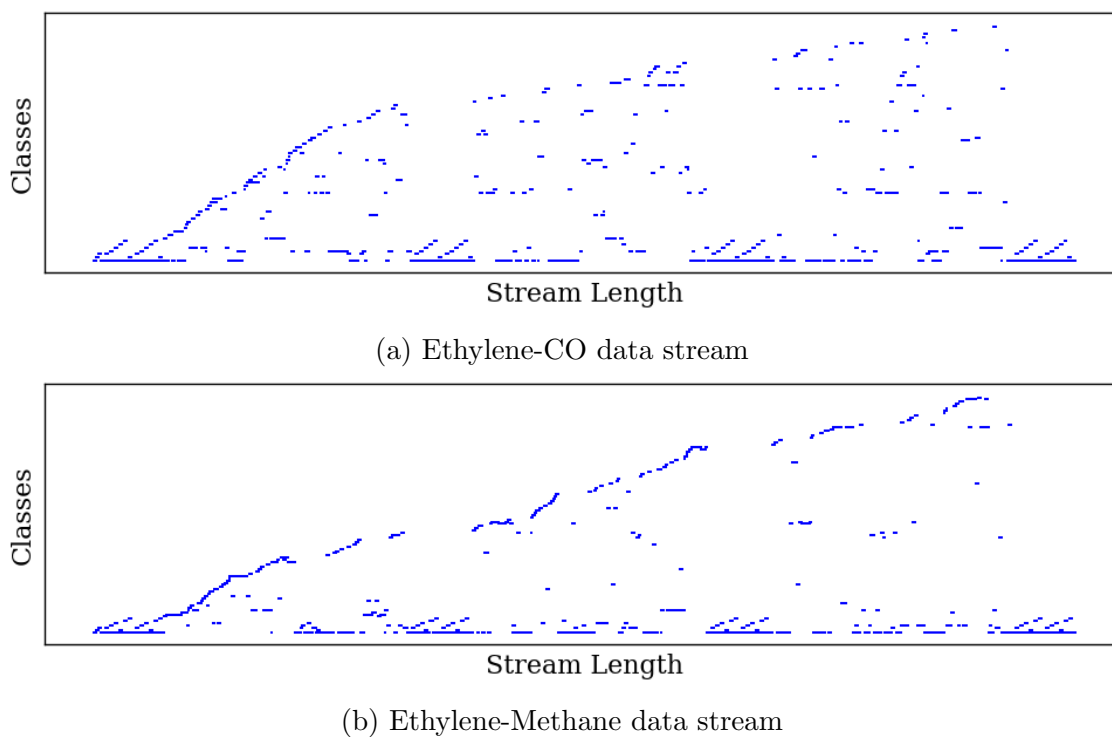 Classes
Stream Length
(a) Ethylene-CO data stream
Classes
Stream Length
(b) Ethylene-Methane data stream